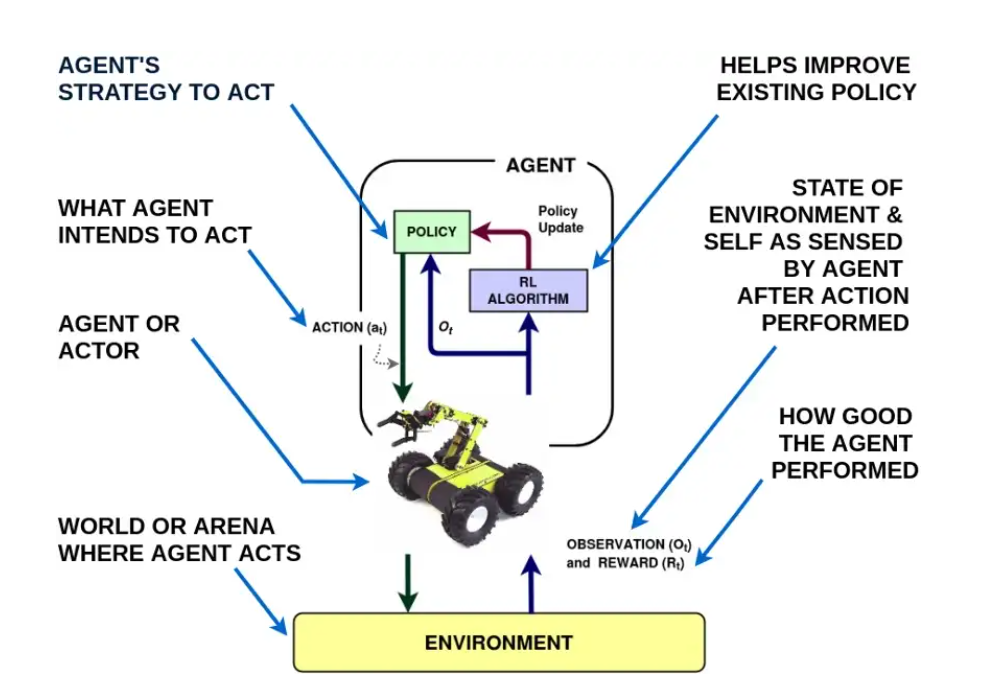 AGENT'S
STRATEGY TO ACT
HELPS IMPROVE
EXISTING POLICY
AGENT
WHAT AGENT
INTENDS TO ACT
POLICY
Policy
Update
STATE OF
ENVIRONMENT &
SELF AS SENSED
BY AGENT
AFTER ACTION
PERFORMED
RL
ALGORITHM
AGENT OR
ACTOR
ACTION (at)
Ot
HOW GOOD
THE AGENT
PERFORMED
WORLD OR ARENA
WHERE AGENT ACTS
OBSERVATION (Ot)
and REWARD (Rt)
ENVIRONMENT